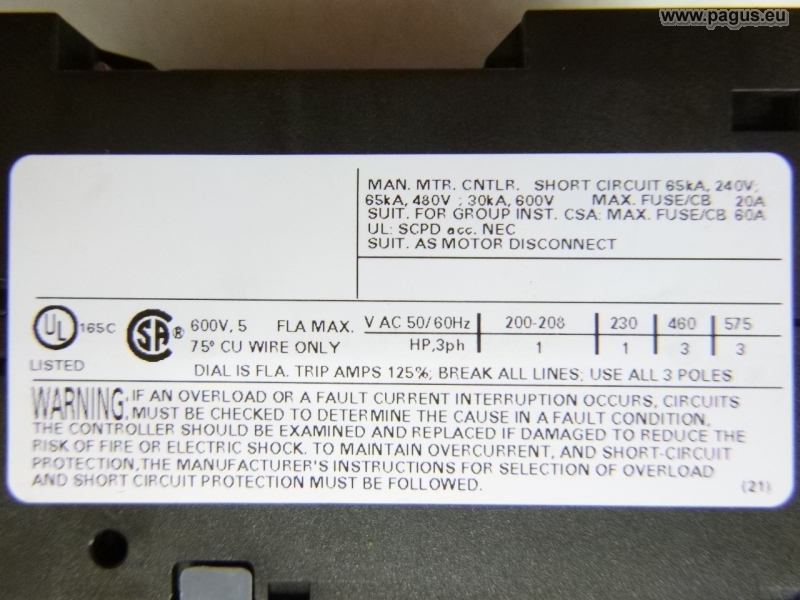 www.pagus.eu
MAN. MTR. CNTLR. SHORT CIRCUIT 65kA, 240V;
65kA, 480V ; 30kA, 600V MAX. FUSE/CB 20A
SUIT. FOR GROUP INST. CSA: MAX. FUSE/CB 60A
UL: SCPD acc. NEC
SUIT. AS MOTOR DISCONNECT
UL 165C SA ® 600V, 5 FLA MAX. V AC 50/60Hz 200-208 230 460 575
LISTED 75° CU WIRE ONLY HP,3ph 1 1 3 3
DIAL IS FLA. TRIP AMPS 125%; BREAK ALL LINES; USE ALL 3 POLES
WARNING: IF AN OVERLOAD OR A FAULT CURRENT INTERRUPTION OCCURS, CIRCUITS
MUST BE CHECKED TO DETERMINE THE CAUSE IN A FAULT CONDITION,
THE CONTROLLER SHOULD BE EXAMINED AND REPLACED IF DAMAGED TO REDUCE THE
RISK OF FIRE OR ELECTRIC SHOCK. TO MAINTAIN OVERCURRENT, AND SHORT-CIRCUIT
PROTECTION,THE MANUFACTURER'S INSTRUCTIONS FOR SELECTION OF OVERLOAD
AND SHORT CIRCUIT PROTECTION MUST BE FOLLOWED. (21)